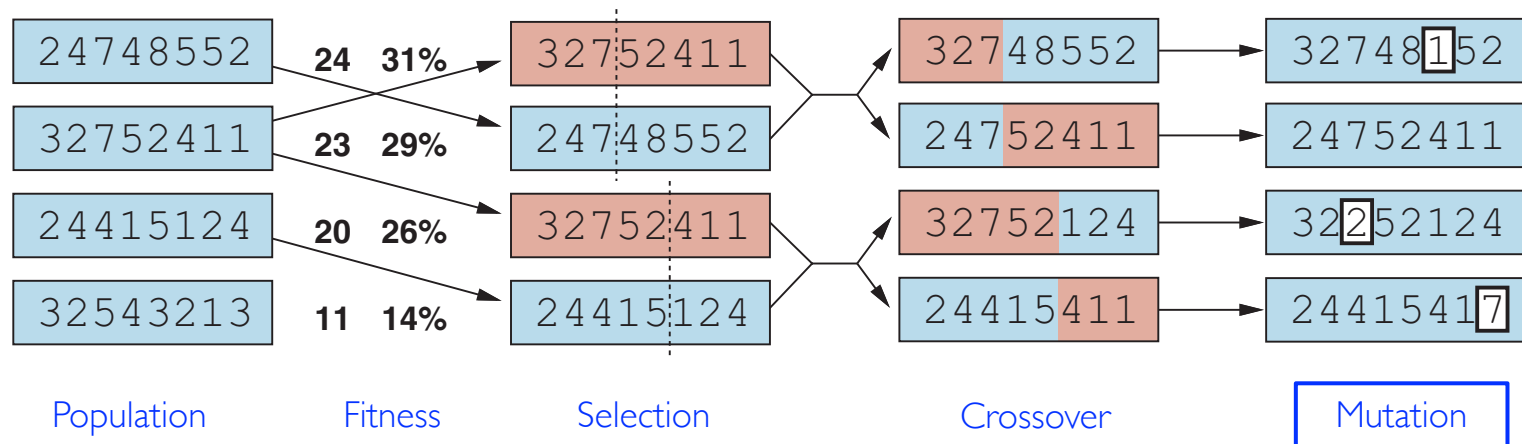 24748552 24 31% 32752411 32748552 32748152
32752411 23 29% 24748552 24752411 24752411
24415124 20 26% 32752411 32752124 32252124
32543213 11 14% 24415124 24415411 24415417
Population Fitness Selection Crossover Mutation